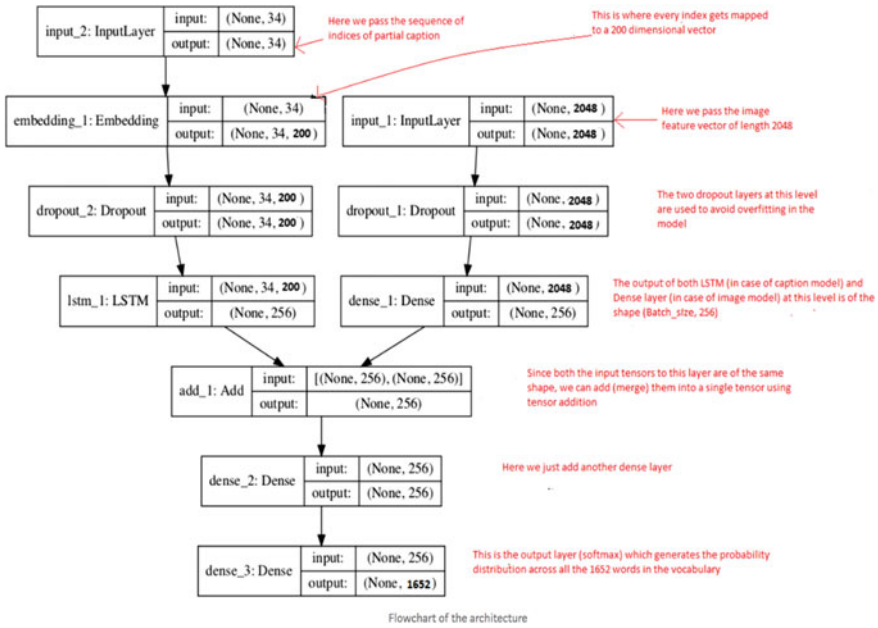 input_2: InputLayer
input: (None, 34)
output: (None, 34)
Here we pass the sequence of
indices of partial caption
This is where every index gets mapped
to a 200 dimensional vector
embedding_1: Embedding
input: (None, 34)
output: (None, 34, 200)
input_1: InputLayer
input: (None, 2048)
output: (None, 2048)
Here we pass the image
feature vector of length 2048
dropout_2: Dropout
input: (None, 34, 200)
output: (None, 34, 200)
dropout_1: Dropout
input: (None, 2048)
output: (None, 2048)
The two dropout layers at this level
are used to avoid overfitting in the
model
lstm_1: LSTM
input: (None, 34, 200)
output: (None, 256)
dense_1: Dense
input: (None, 2048)
output: (None, 256)
The output of both LSTM (in case of caption model) and
Dense layer (in case of image model) at this level is of the
shape (Batch_size, 256)
add_1: Add
input: [(None, 256), (None, 256)]
output: (None, 256)
Since both the input tensors to this layer are of the same
shape, we can add (merge) them into a single tensor using
tensor addition
dense_2: Dense
input: (None, 256)
output: (None, 256)
Here we just add another dense layer
dense_3: Dense
input: (None, 256)
output: (None, 1652)
This is the output layer (softmax) which generates the probability
distribution across all the 1652 words in the vocabulary
Flowchart of the architecture